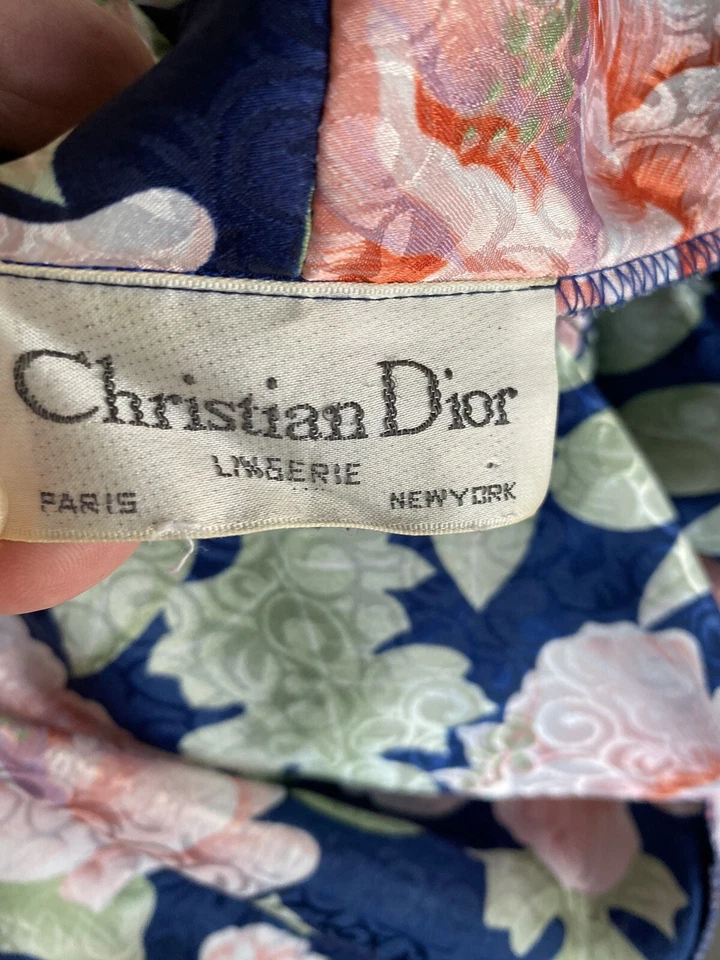 Christian Dior
LINGERIE
PARIS NEW YORK